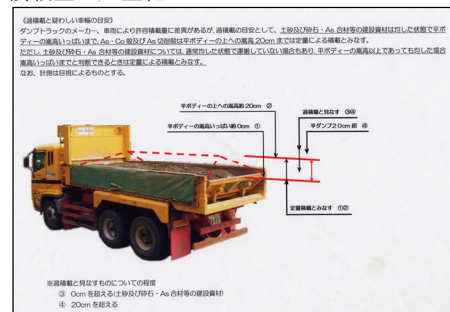 《過積載と疑わしい車輌の目安》
ダンプトラックのメーカー、車両により許容積載量に差異があるが、過積載の目安として、土砂及び砕石・As 合材等の建設資材は均した状態で平ボ
ディーの嵩高いっぱいまで、As・Co 殻及び As 切削殻は平ボディーの上への嵩高 20cm までは定量による積載とみなす。
ただし、土砂及び砕石・As 合材等の建設資材については、通常均した状態で運搬していない場合もあり、平ボディーの嵩高以上であっても均した場合
嵩高いっぱいまでと判断できるときは定量による積載とみなす。
なお、計測は目視によるものとする。
平ボディーの上への嵩高約20cm ②
過積載と見なす ③④
平ボディーの嵩高いっぱい約0cm ①
平ダンプ20cm 超 ④
定量積載とみなす ①②
※過積載と見なすものについての程度
③ 0cm を超える(土砂及び砕石・As 合材等の建設資材)
④ 20cm を超える